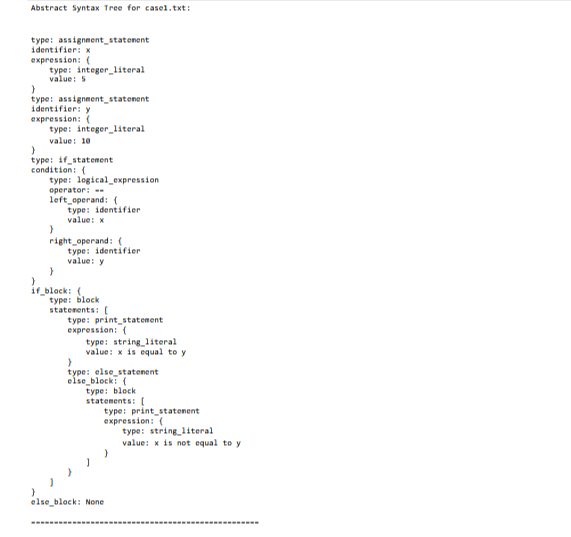 Abstract Syntax Tree for case1.txt:
type: assignment_statement
identifier: x
expression: {
type: integer_literal
value: 5
}
type: assignment_statement
identifier: y
expression: {
type: integer_literal
value: 10
}
type: if_statement
condition: {
type: logical_expression
operator: ==
left_operand: {
type: identifier
value: x
}
right_operand: {
type: identifier
value: y
}
}
if_block: {
type: block
statements: [
type: print_statement
expression: {
type: string_literal
value: x is equal to y
}
type: else_statement
else_block: {
type: block
statements: [
type: print_statement
expression: {
type: string_literal
value: x is not equal to y
}
]
}
]
}
else_block: None
--------------------------------------------------